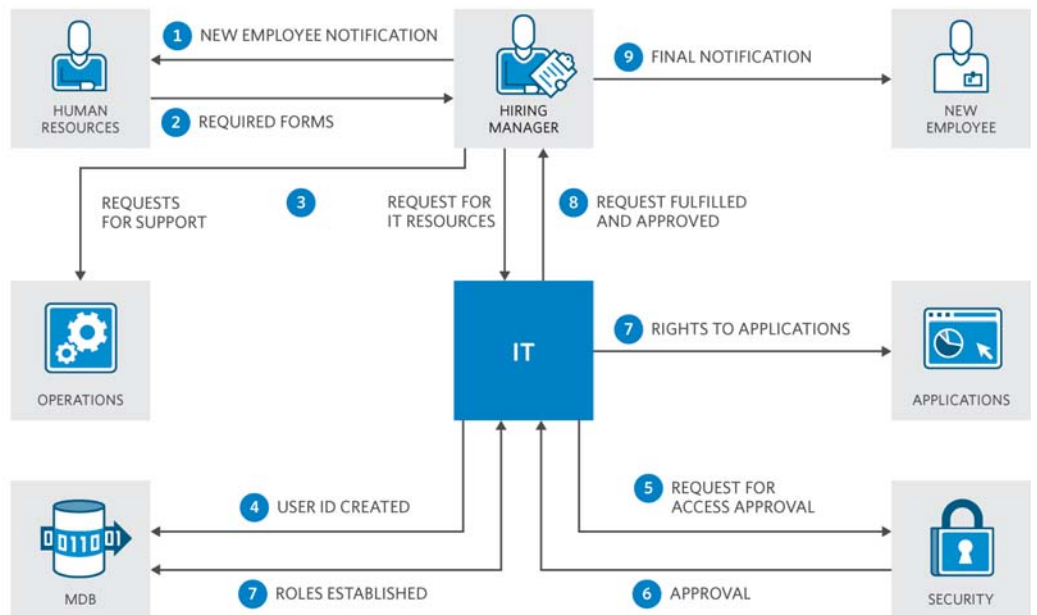 1 NEW EMPLOYEE NOTIFICATION
9 FINAL NOTIFICATION
HUMAN
RESOURCES
2 REQUIRED FORMS
HIRING
MANAGER
NEW
EMPLOYEE
REQUESTS
FOR SUPPORT
3
REQUEST FOR
IT RESOURCES
8 REQUEST FULFILLED
AND APPROVED
IT
7 RIGHTS TO APPLICATIONS
OPERATIONS
APPLICATIONS
4 USER ID CREATED
5 REQUEST FOR
ACCESS APPROVAL
0110 01
MDB
7 ROLES ESTABLISHED
6 APPROVAL
SECURITY